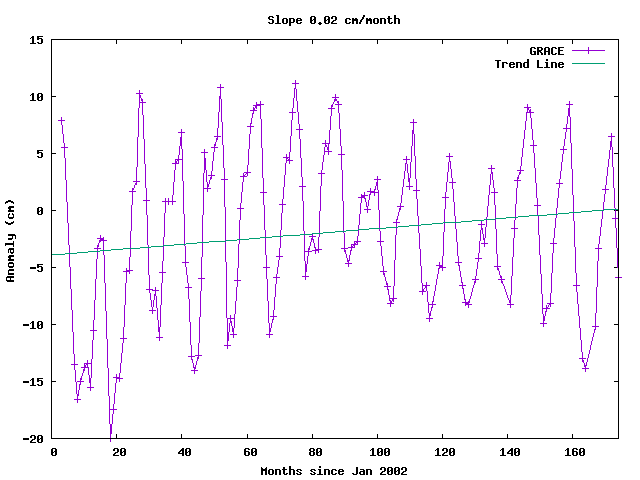 Slope 0.02 cm/month
GRACE
Trend Line
Anomaly (cm)
15
10
5
0
-5
-10
-15
-20
0 20 40 60 80 100 120 140 160
Months since Jan 2002